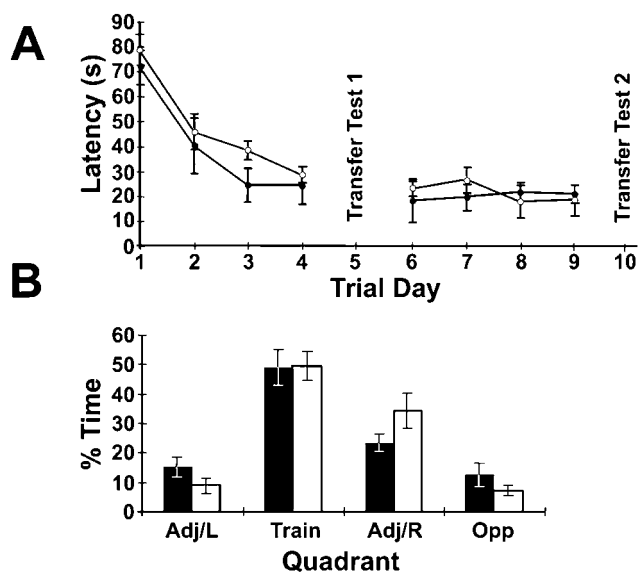 A
Latency (s)
90
80
70
60
50
40
30
20
10
0
Transfer Test 1
Transfer Test 2
1 2 3 4 5 6 7 8 9 10
Trial Day
B
% Time
60
50
40
30
20
10
0
Adj/L Train Adj/R Opp
Quadrant